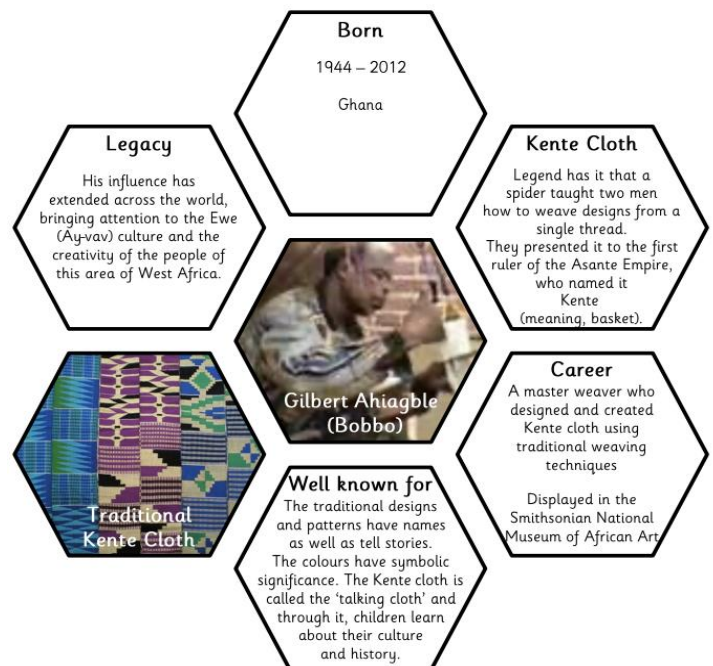 Born
1944 – 2012
Ghana
Legacy
His influence has
extended across the world,
bringing attention to the Ewe
(Ay-vav) culture and the
creativity of the people of
this area of West Africa.
Kente Cloth
Legend has it that a
spider taught two men
how to weave designs from a
single thread.
They presented it to the first
ruler of the Asante Empire,
who named it
Kente
(meaning, basket).
Gilbert Ahiagble
(Bobbo)
Traditional
Kente Cloth
Career
A master weaver who
designed and created
Kente cloth using
traditional weaving
techniques
Displayed in the
Smithsonian National
Museum of African Art
Well known for
The traditional designs
and patterns have names
as well as tell stories.
The colours have symbolic
significance. The Kente cloth is
called the ‘talking cloth’ and
through it, children learn
about their culture
and history.